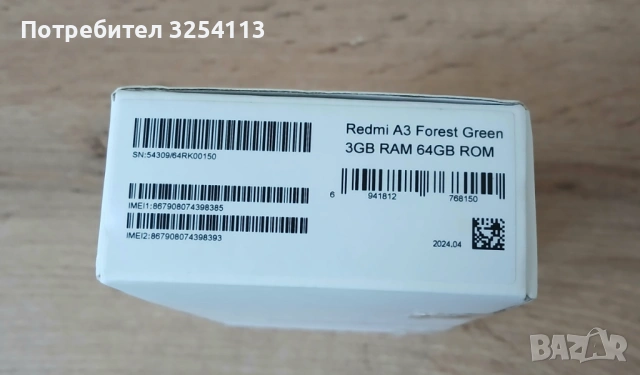 Потребител 3254113
Redmi A3 Forest Green
3GB RAM 64GB ROM
SN:54309/64RK00150
6 941812 768150
IMEI1:867908074398385
IMEI2:867908074398393
2024.04
BAZAR